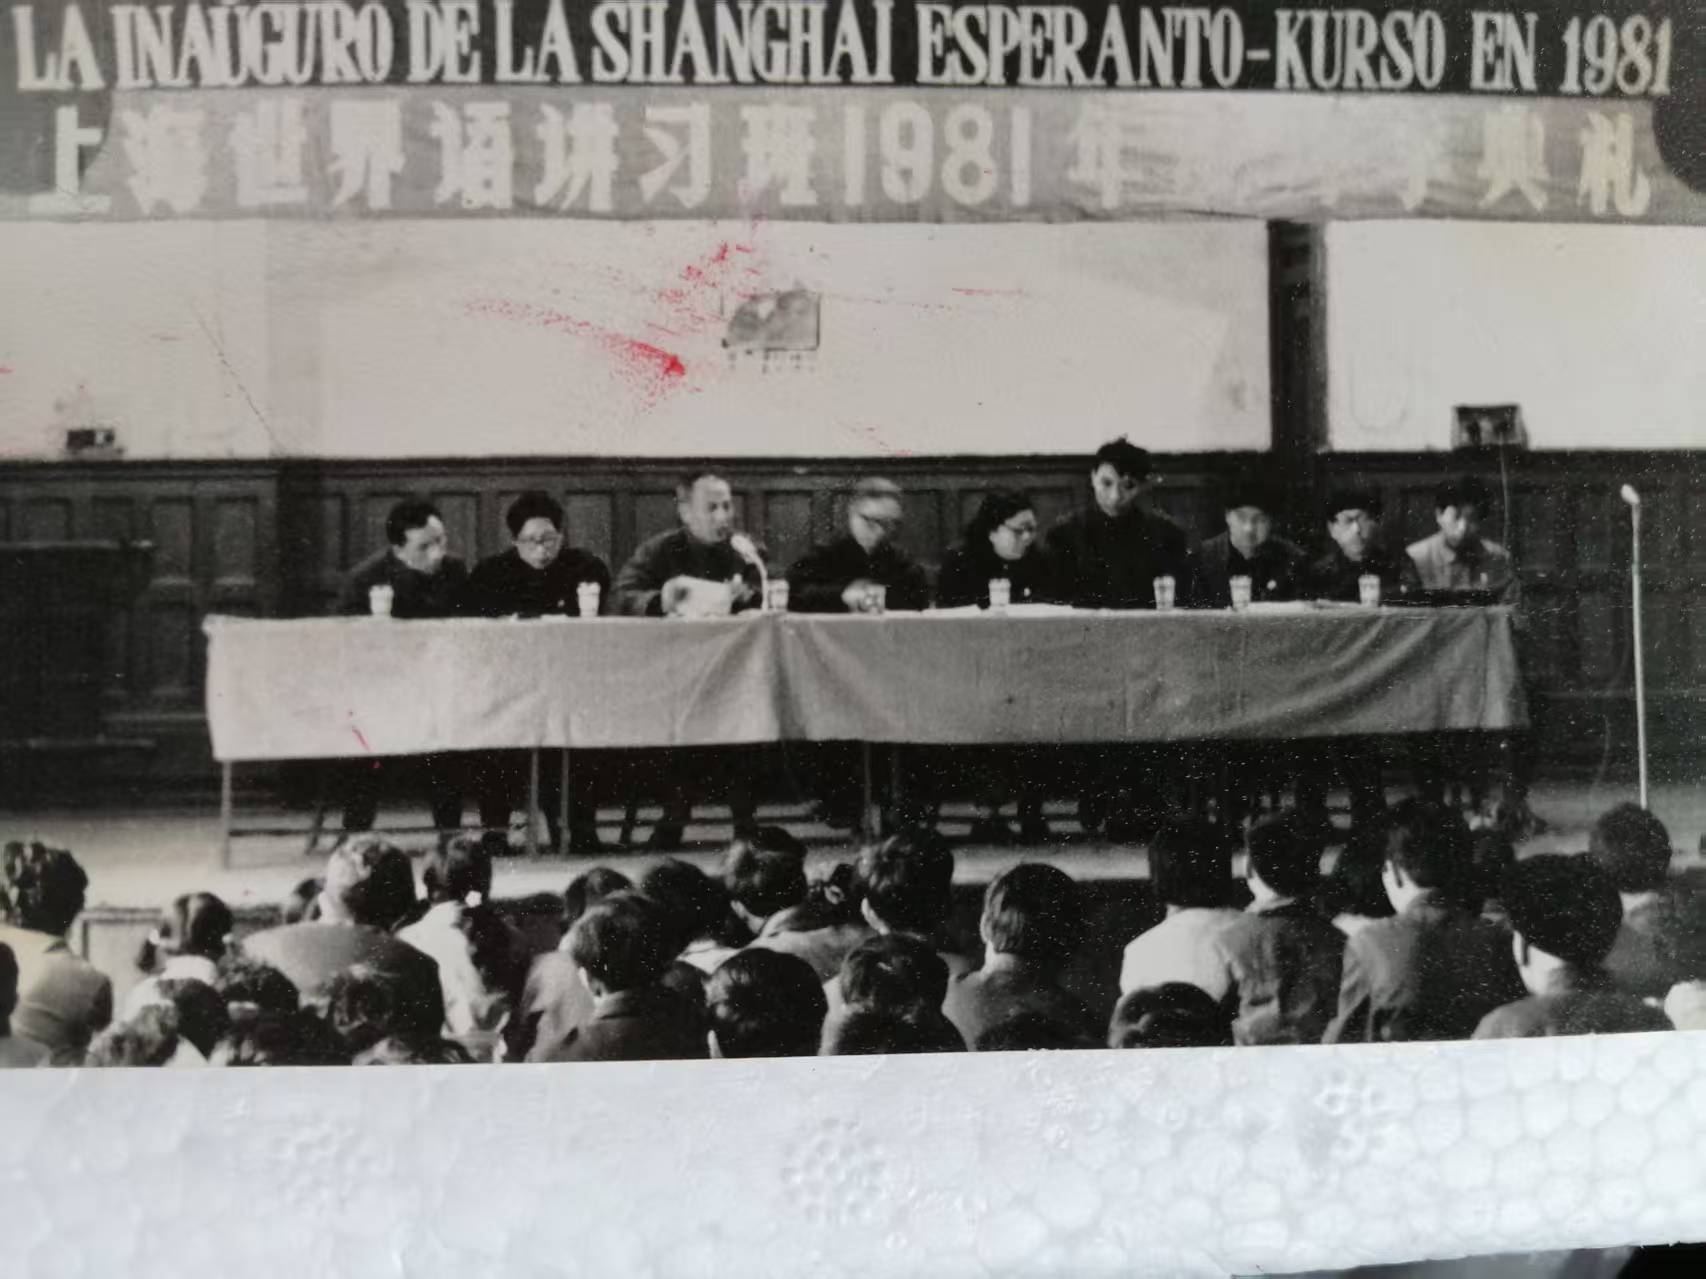 LA INAŬGURO DE LA SHANGHAI ESPERANTO-KURSO EN 1981
上海世界语讲习班1981年 学典礼